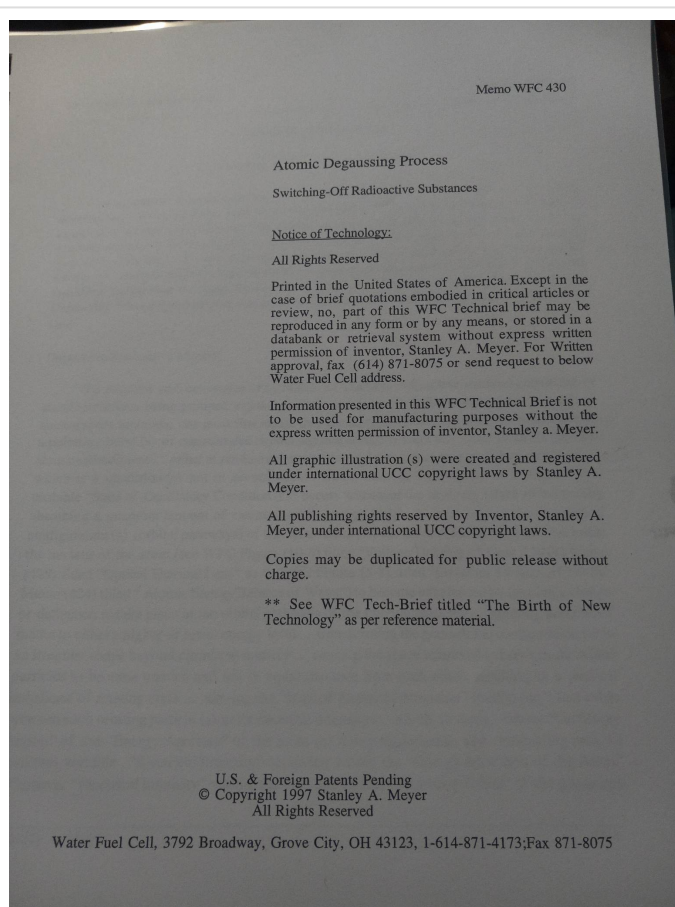 Memo WFC 430
Atomic Degaussing Process
Switching-Off Radioactive Substances
Notice of Technology:
All Rights Reserved
Printed in the United States of America. Except in the
case of brief quotations embodied in critical articles or
review, no, part of this WFC Technical brief may be
reproduced in any form or by any means, or stored in a
databank or retrieval system without express written
permission of inventor, Stanley A. Meyer. For Written
approval, fax (614) 871-8075 or send request to below
Water Fuel Cell address.
Information presented in this WFC Technical Brief is not
to be used for manufacturing purposes without the
express written permission of inventor, Stanley a. Meyer.
All graphic illustration (s) were created and registered
under international UCC copyright laws by Stanley A.
Meyer.
All publishing rights reserved by Inventor, Stanley A.
Meyer, under international UCC copyright laws.
Copies may be duplicated for public release without
charge.
** See WFC Tech-Brief titled “The Birth of New
Technology” as per reference material.
U.S. & Foreign Patents Pending
© Copyright 1997 Stanley A. Meyer
All Rights Reserved
Water Fuel Cell, 3792 Broadway, Grove City, OH 43123, 1-614-871-4173;Fax 871-8075